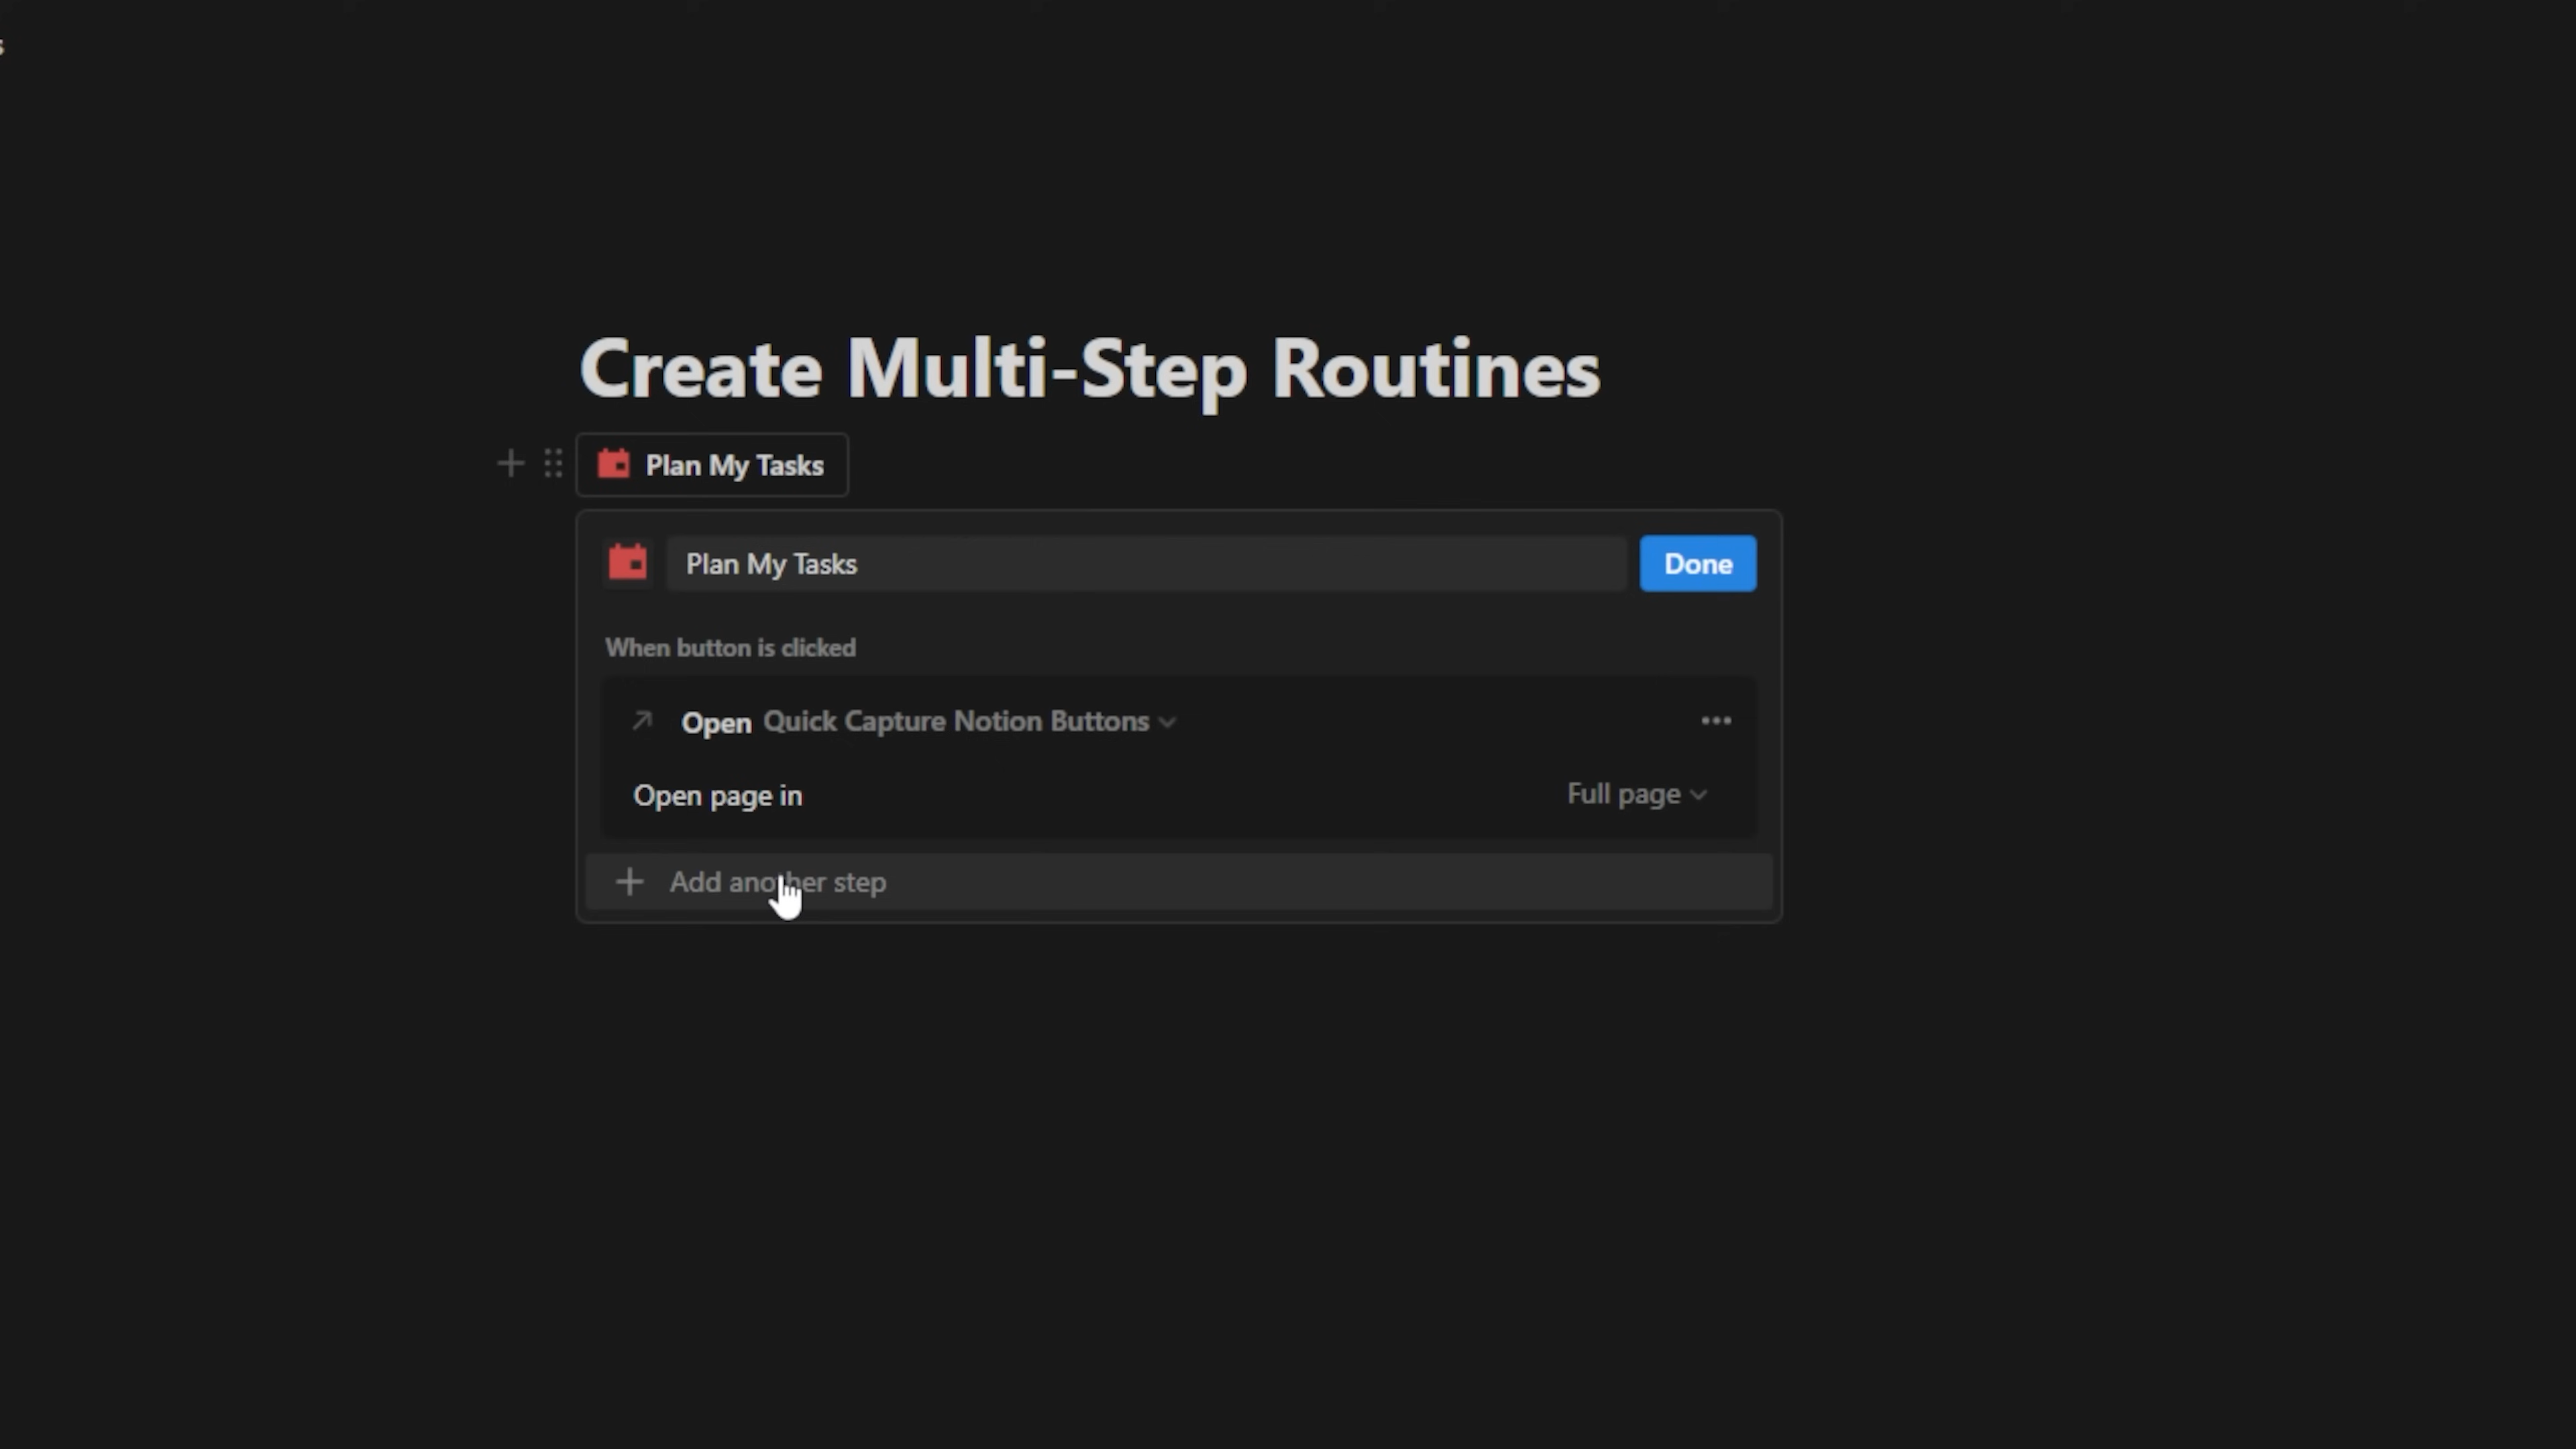 Create Multi-Step Routines
Plan My Tasks
Plan My Tasks
Done
When button is clicked
Open Quick Capture Notion Buttons
Open page in
Full page
Add another step